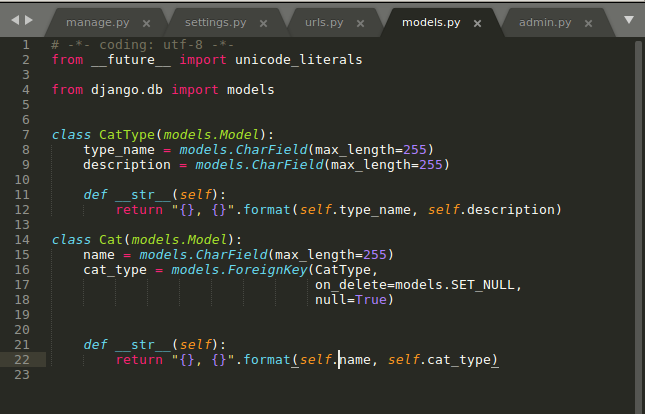 manage.py × settings.py × urls.py × models.py × admin.py ×
1 # -*- coding: utf-8 -*-
2 from __future__ import unicode_literals
3
4 from django.db import models
5
6
7 class CatType(models.Model):
8     type_name = models.CharField(max_length=255)
9     description = models.CharField(max_length=255)
10
11     def __str__(self):
12         return "{}, {}".format(self.type_name, self.description)
13
14 class Cat(models.Model):
15     name = models.CharField(max_length=255)
16     cat_type = models.ForeignKey(CatType,
17                                  on_delete=models.SET_NULL,
18                                  null=True)
19
20
21     def __str__(self):
22         return "{}, {}".format(self.name, self.cat_type)
23